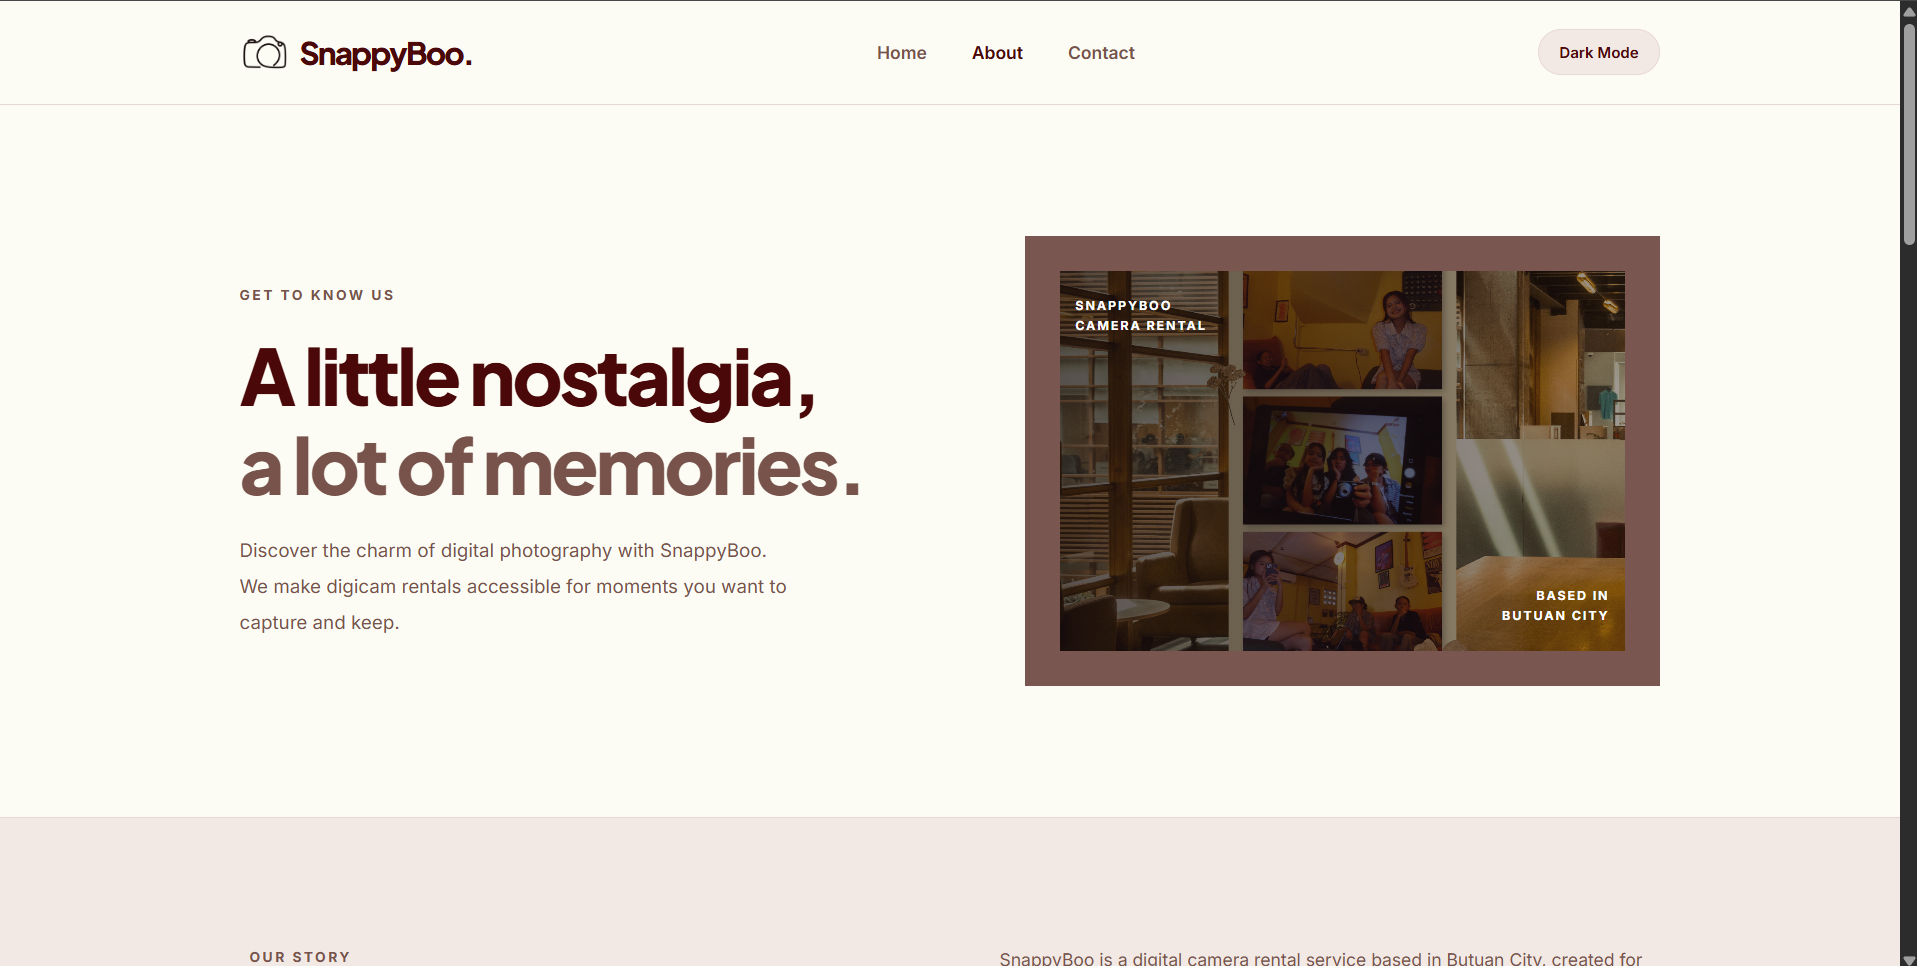 SnappyBoo.
Home
About
Contact
Dark Mode
GET TO KNOW US
A little nostalgia,
a lot of memories.
Discover the charm of digital photography with SnappyBoo.
We make digicam rentals accessible for moments you want to
capture and keep.
SNAPPYBOO
CAMERA RENTAL
BASED IN
BUTUAN CITY
OUR STORY
SnappyBoo is a digital camera rental service based in Butuan City, created for